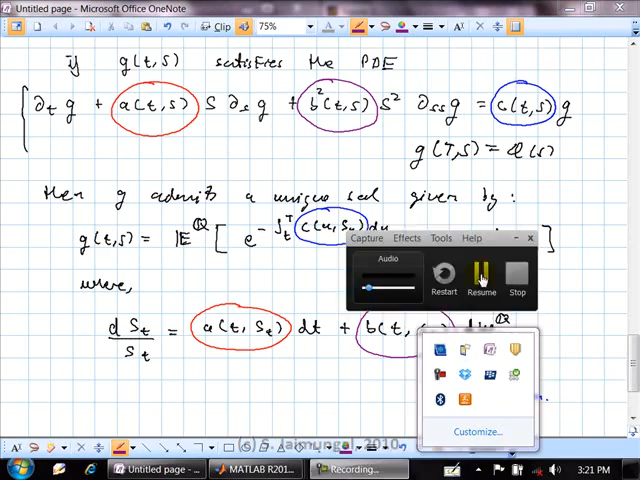 Untitled page - Microsoft Office OneNote
Clip 75%
if g(t,s) satisfies the PDE
∂t g + a(t,s) S ∂s g + b²(t,s) S² ∂ss g = c(t,s) g
g(T,s) = φ(s)
then g admits a unique sol given by:
g(t,s) = 𝔼^ℚ [ e^-∫t^T c(u,Su)du ]
Capture Effects Tools Help
Audio
Restart Resume Stop
where,
dSt/St = a(t,St) dt + b(t,
Customize...
(c) S. Jaimungal, 2010
Untitled page - Micr... MATLAB R201... Recording... 3:21 PM